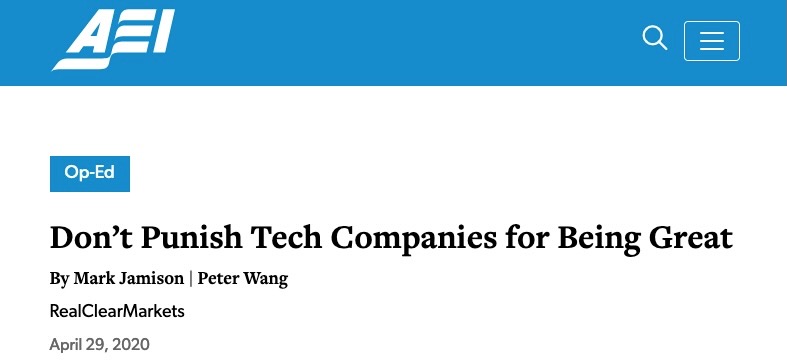 AEI
Op-Ed
Don’t Punish Tech Companies for Being Great
By Mark Jamison | Peter Wang
RealClearMarkets
April 29, 2020